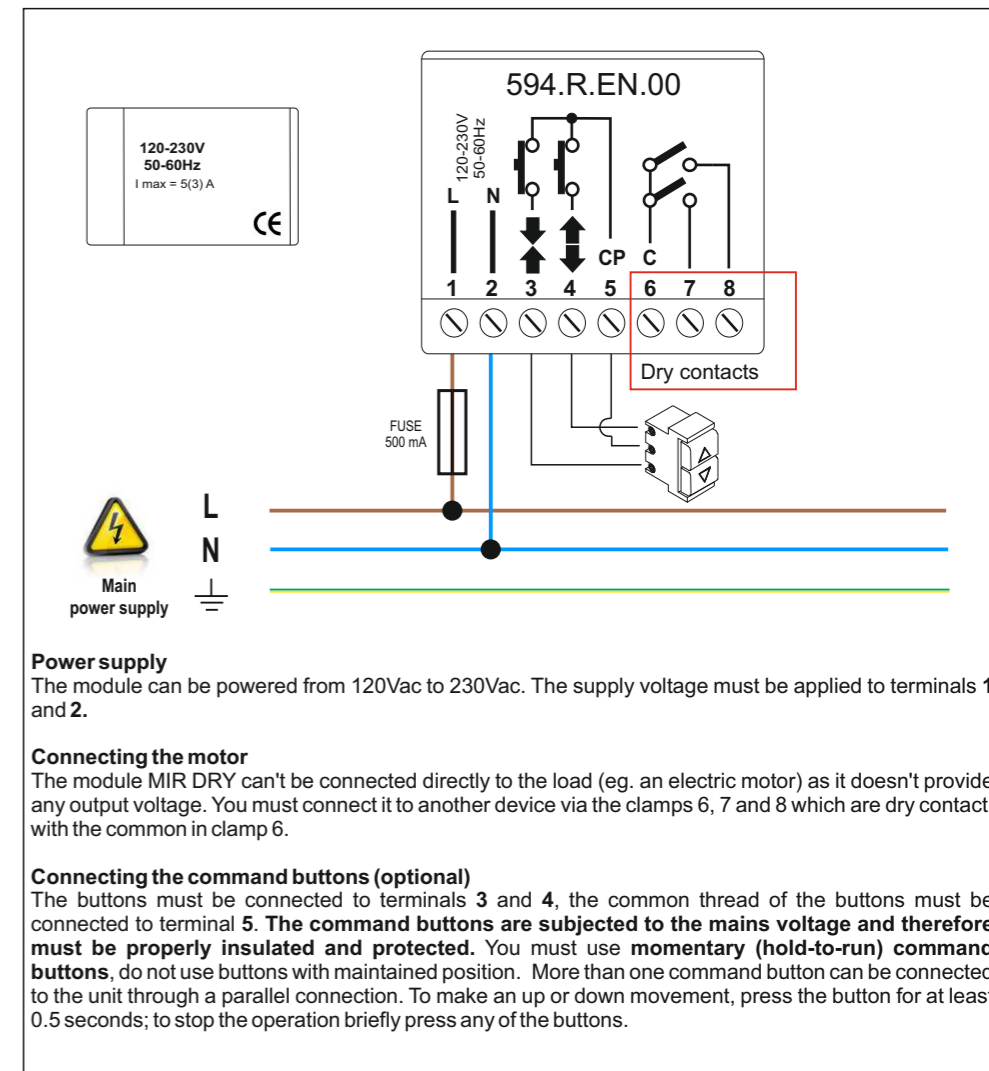 594.R.EN.00
120-230V
50-60Hz
I max = 5(3) A
CE
120-230V
50-60Hz
L N
CP C
1 2 3 4 5 6 7 8
Dry contacts
FUSE
500 mA
L
N
Main
power supply
Power supply
The module can be powered from 120Vac to 230Vac. The supply voltage must be applied to terminals 1
and 2.
Connecting the motor
The module MIR DRY can't be connected directly to the load (eg. an electric motor) as it doesn't provide
any output voltage. You must connect it to another device via the clamps 6, 7 and 8 which are dry contact
with the common in clamp 6.
Connecting the command buttons (optional)
The buttons must be connected to terminals 3 and 4, the common thread of the buttons must be
connected to terminal 5. The command buttons are subjected to the mains voltage and therefore
must be properly insulated and protected. You must use momentary (hold-to-run) command
buttons, do not use buttons with maintained position. More than one command button can be connected
to the unit through a parallel connection. To make an up or down movement, press the button for at least
0.5 seconds; to stop the operation briefly press any of the buttons.